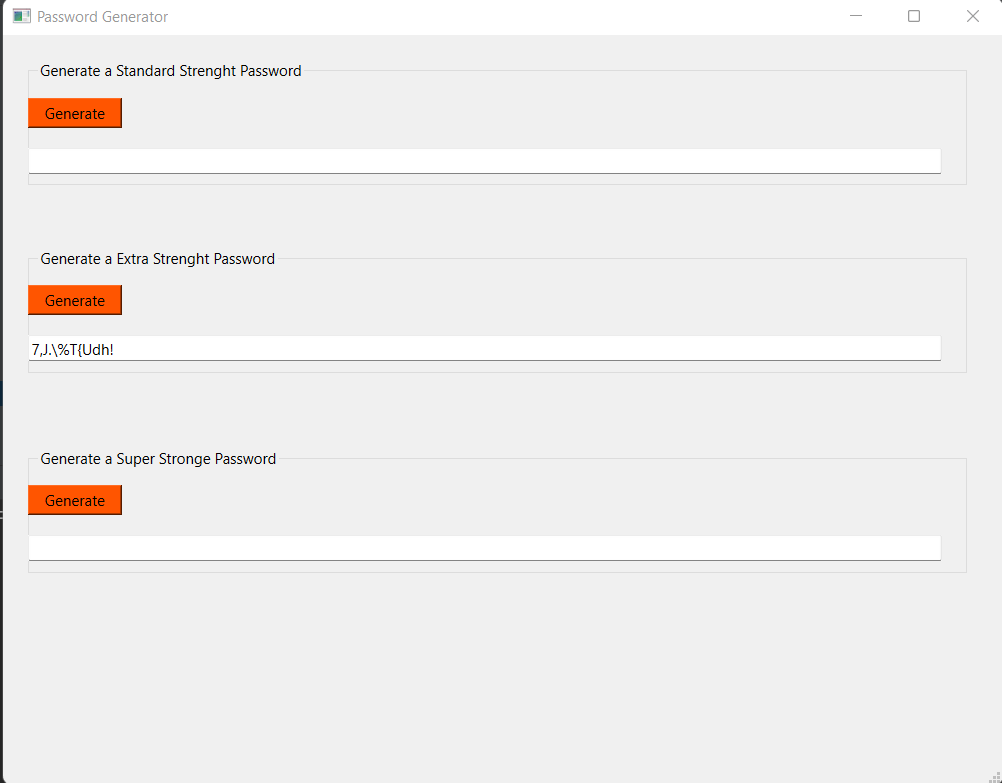 Password Generator
Generate a Standard Strenght Password
Generate
Generate a Extra Strenght Password
Generate
7,J.\%T{Udh!
Generate a Super Stronge Password
Generate